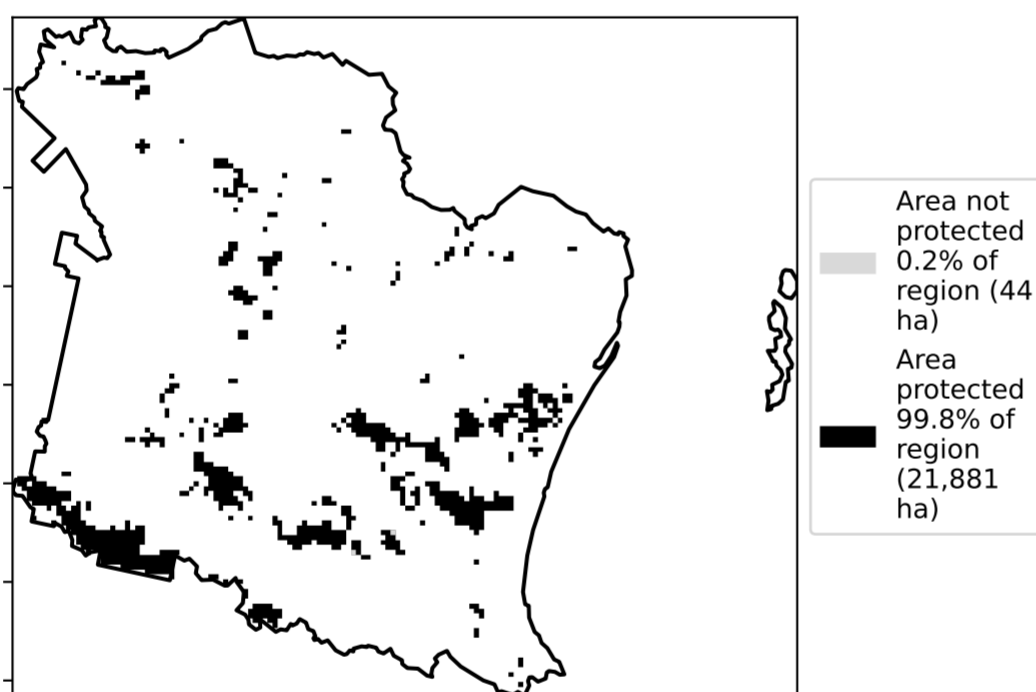 Area not
protected
0.2% of
region (44
ha)
Area
protected
99.8% of
region
(21,881
ha)